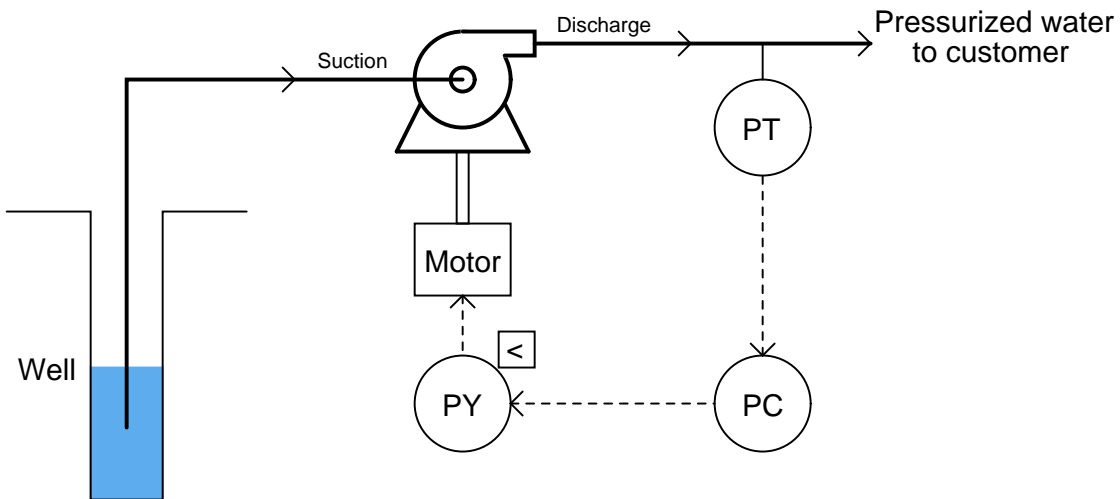 Pressurized water
to customer
Discharge
Suction
PT
Motor
<
Well
PY
PC